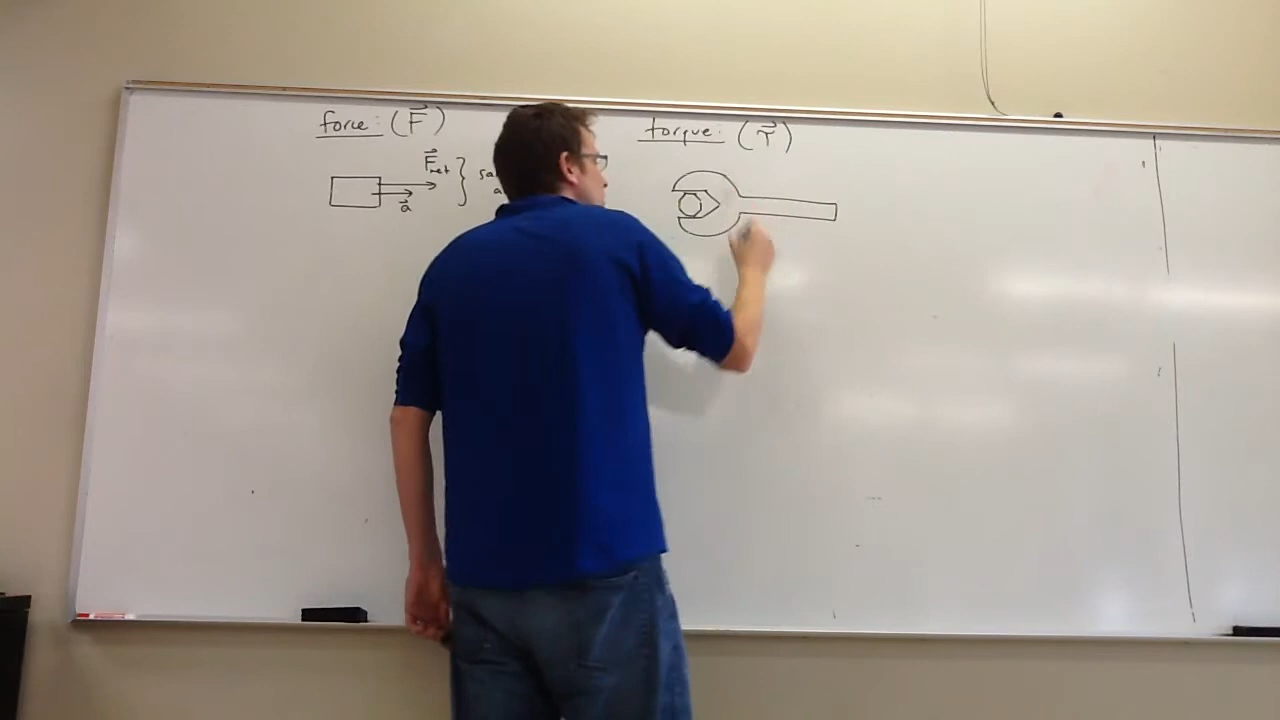 force: (F⃗)
F⃗net
a⃗
torque: (τ⃗)